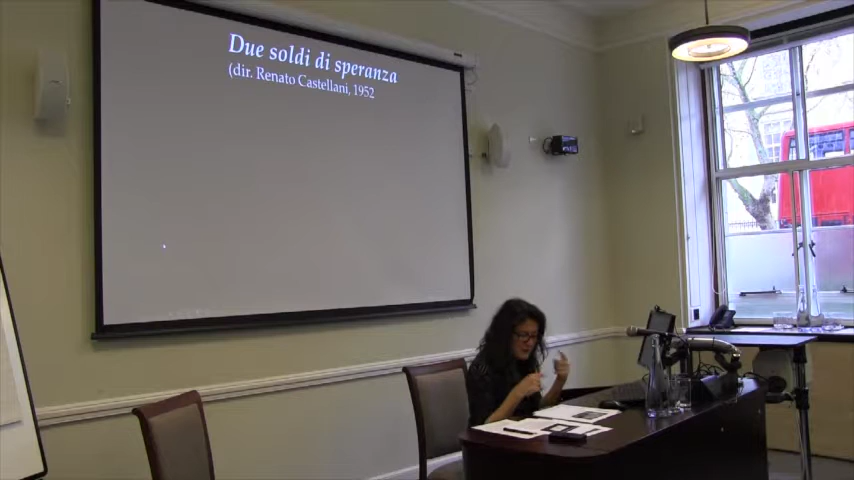 Due soldi di speranza
(dir. Renato Castellani, 1952